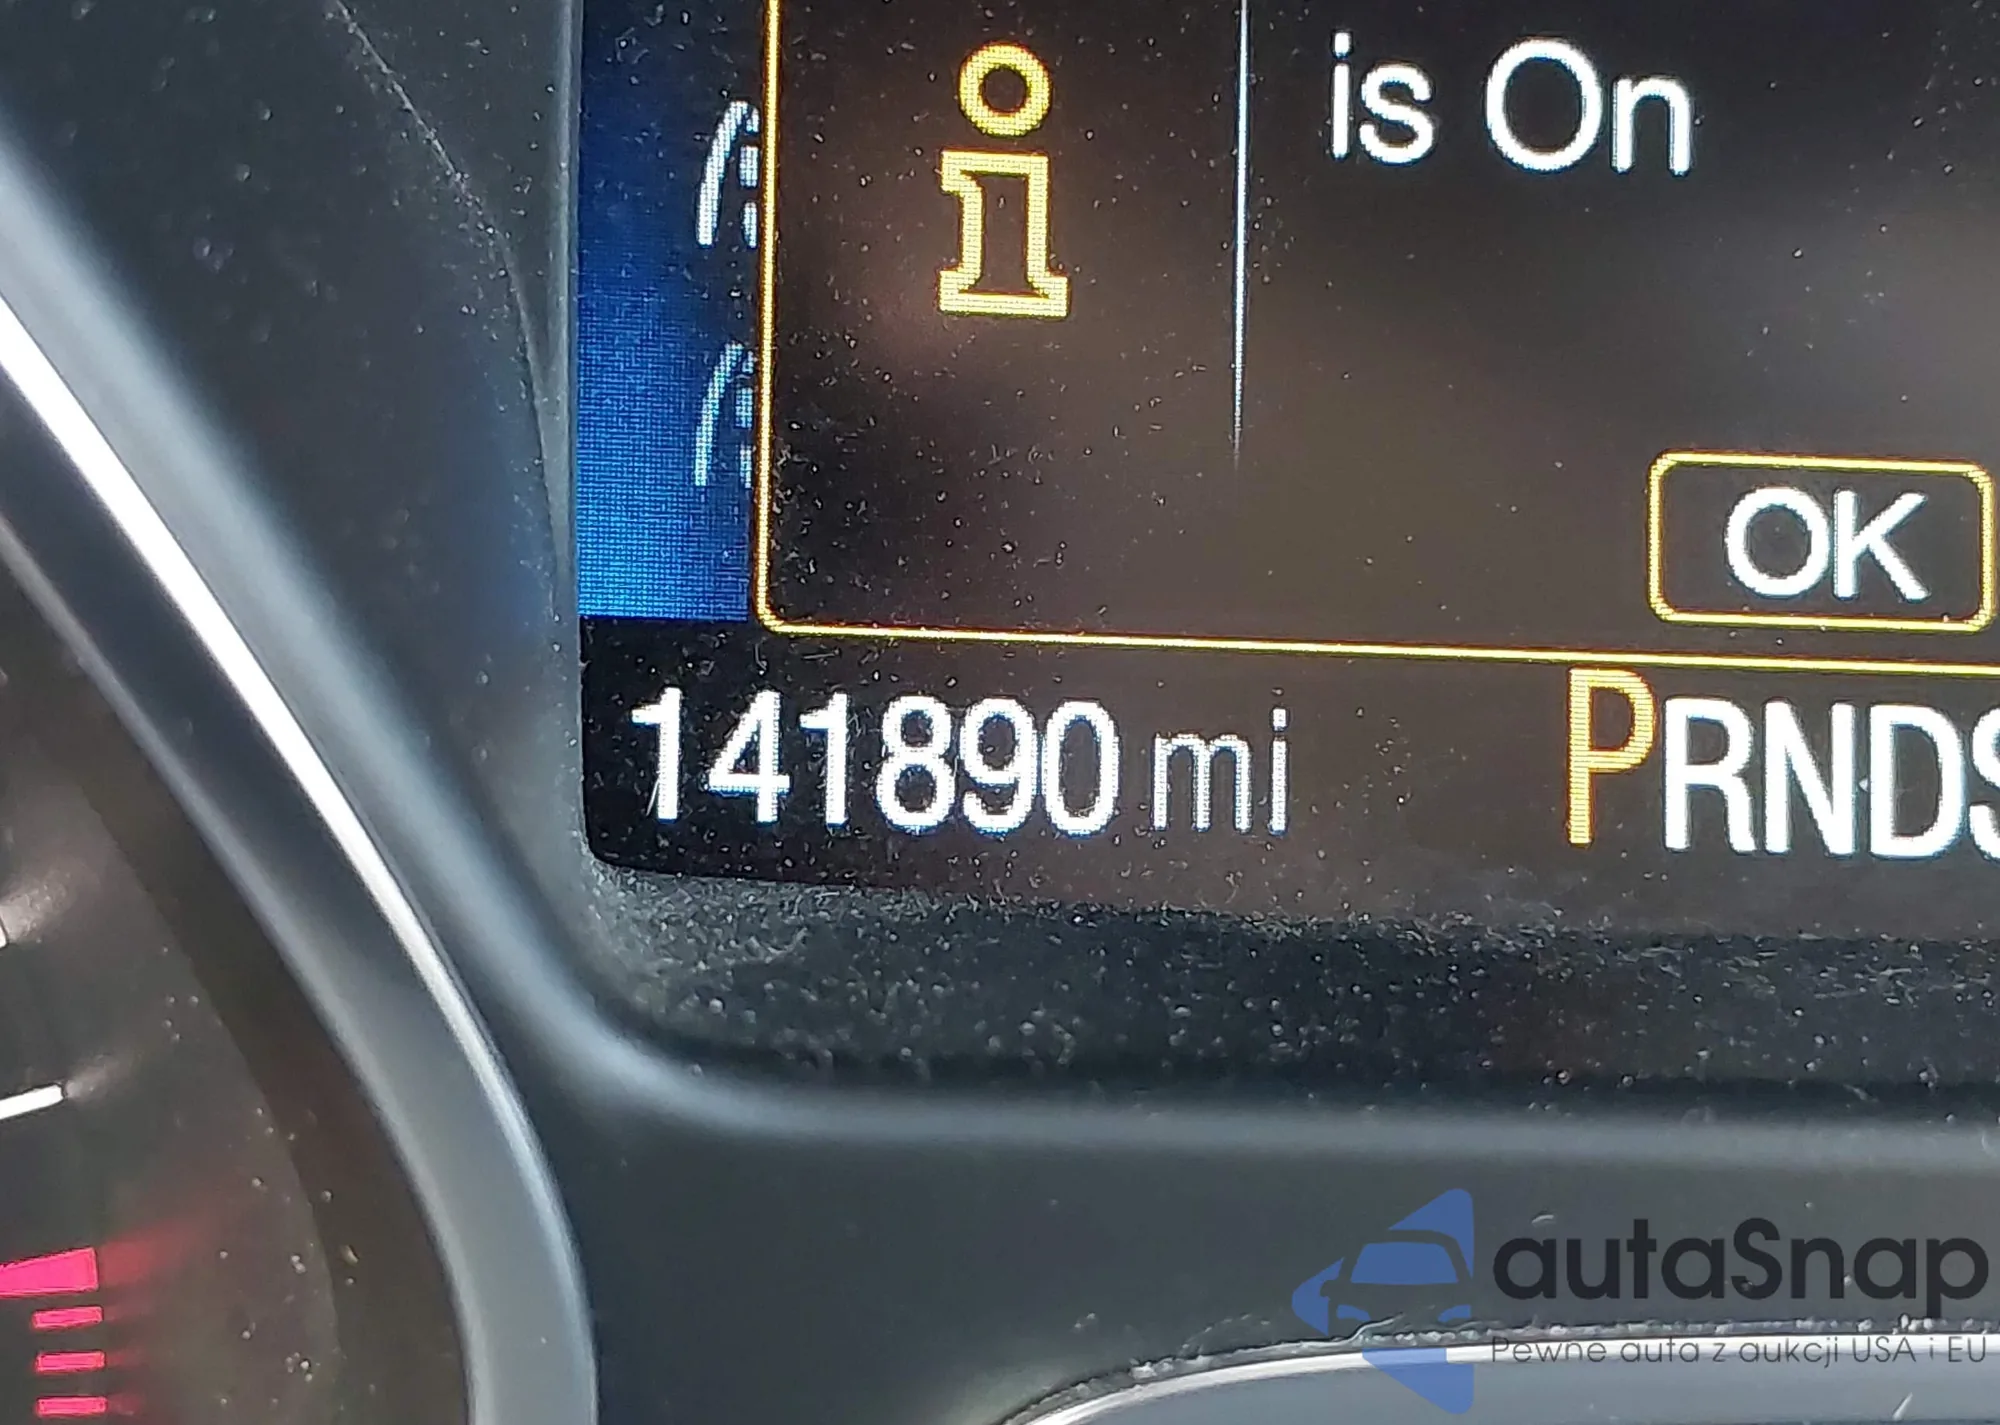 is On
OK
141890 mi
PRNDS
autaSnap
Pewne auta z aukcji USA i EU